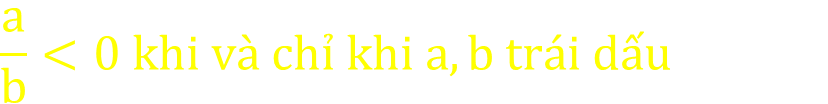 a/b < 0 khi và chỉ khi a, b trái dấu